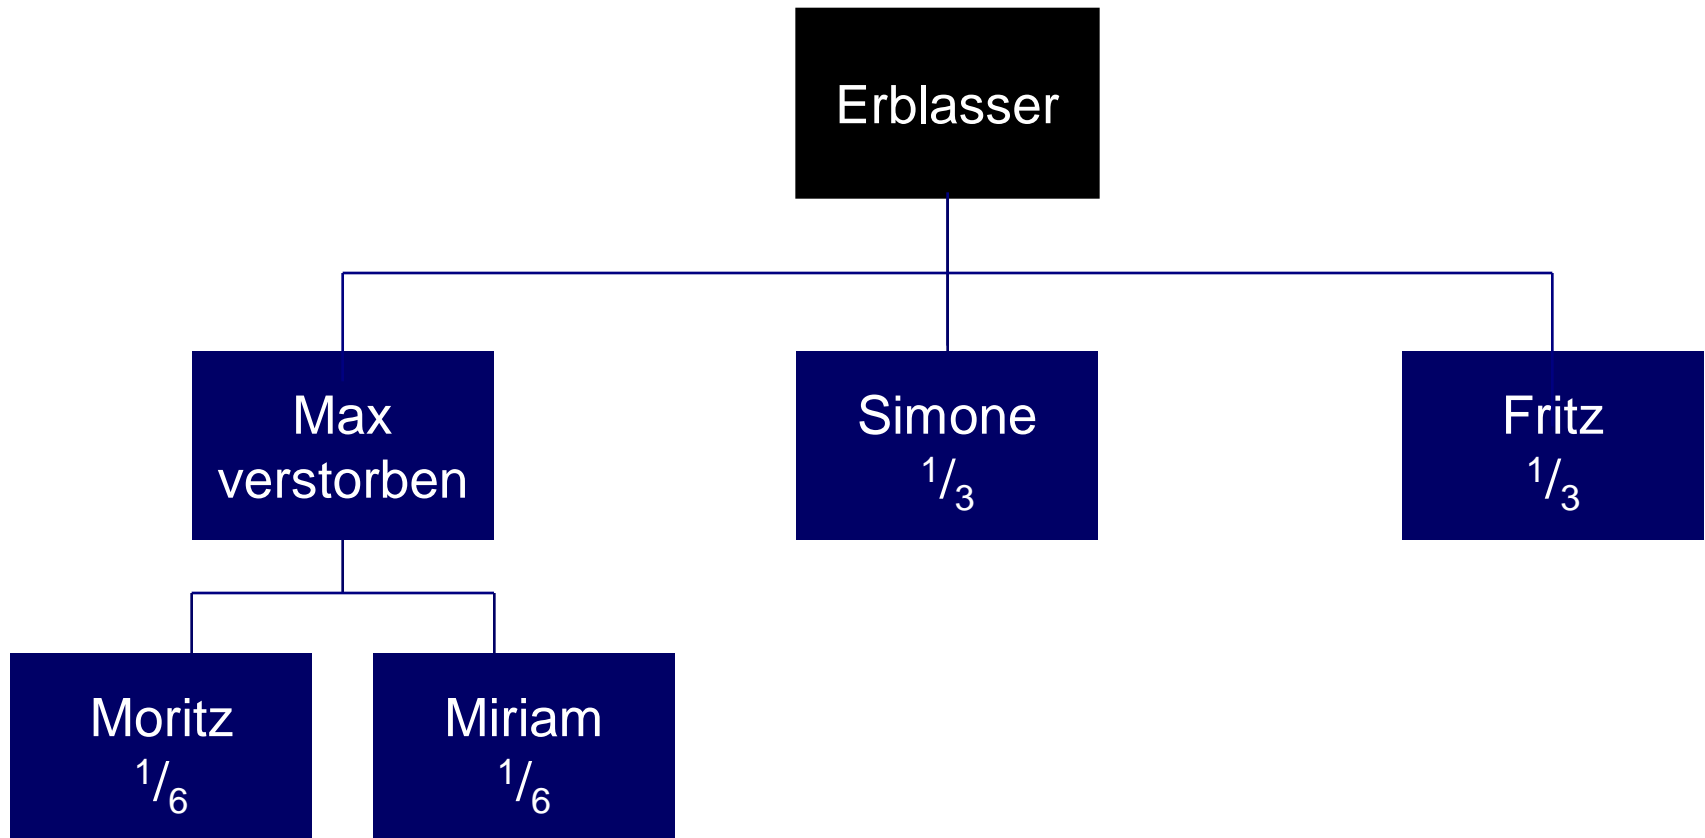 Erblasser
Max
verstorben
Simone
1/3
Fritz
1/3
Moritz
1/6
Miriam
1/6